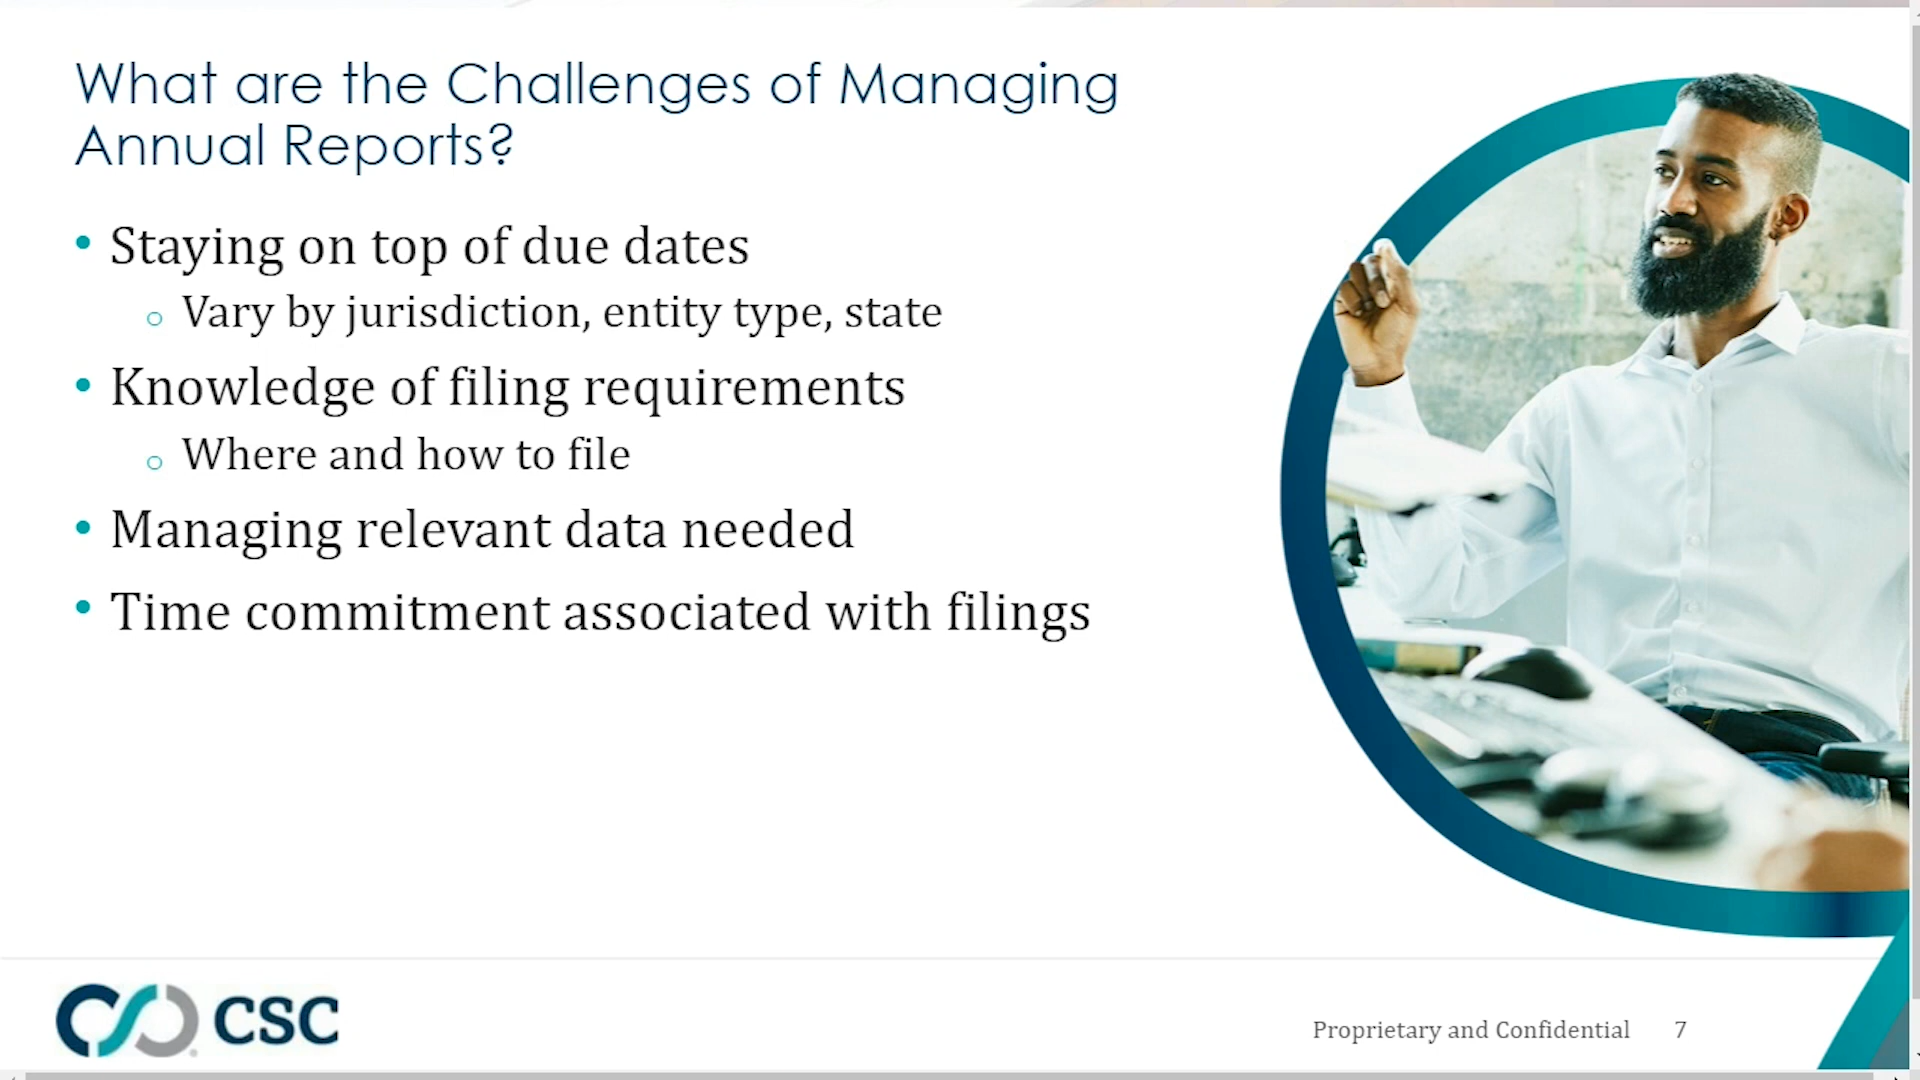 What are the Challenges of Managing
Annual Reports?
• Staying on top of due dates
○ Vary by jurisdiction, entity type, state
• Knowledge of filing requirements
○ Where and how to file
• Managing relevant data needed
• Time commitment associated with filings
CSC
Proprietary and Confidential 7